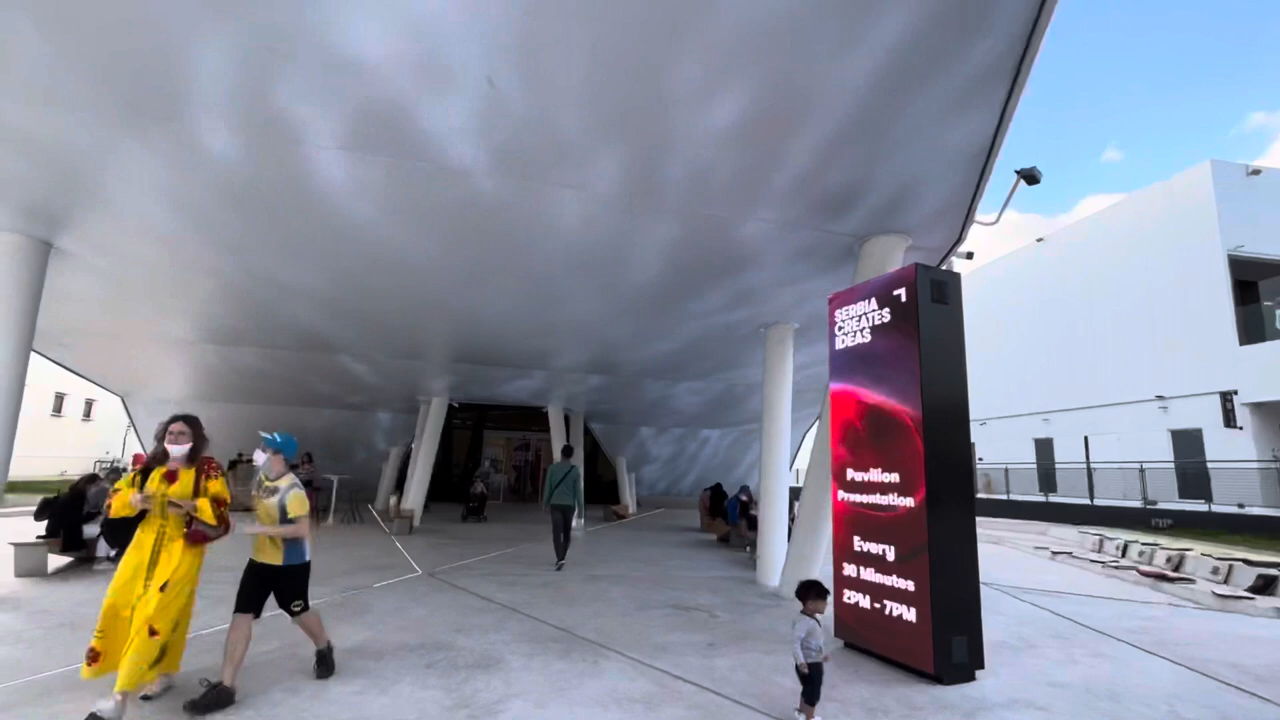 SERBIA
CREATES
IDEAS
Pavilion
Presentation
Every
30 Minutes
2PM - 7PM